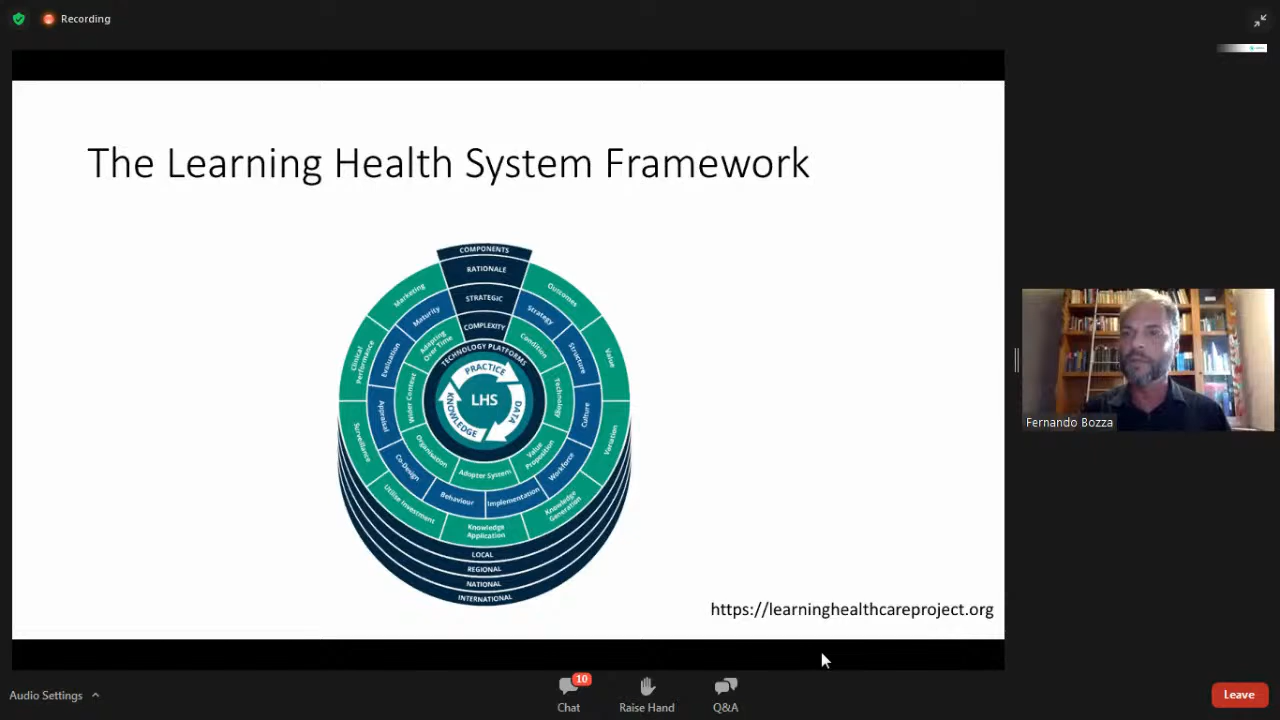 Recording
The Learning Health System Framework
COMPONENTS
RATIONALE
STRATEGIC
COMPLEXITY
TECHNOLOGY PLATFORMS
PRACTICE
DATA
KNOWLEDGE
LHS
Outcomes
Value
Variation
Knowledge
Generation
Knowledge
Application
Utilise Investment
Surveillance
Clinical
Performance
Marketing
Strategy
Structure
Culture
Workforce
Implementation
Behaviour
Co-Design
Appraisal
Evaluation
Maturity
Condition
Technology
Value
Proposition
Adopter System
Organisation
Wider Context
Adapting
Over Time
LOCAL
REGIONAL
NATIONAL
INTERNATIONAL
https://learninghealthcareproject.org
Fernando Bozza
Audio Settings
10
Chat
Raise Hand
Q&A
Leave